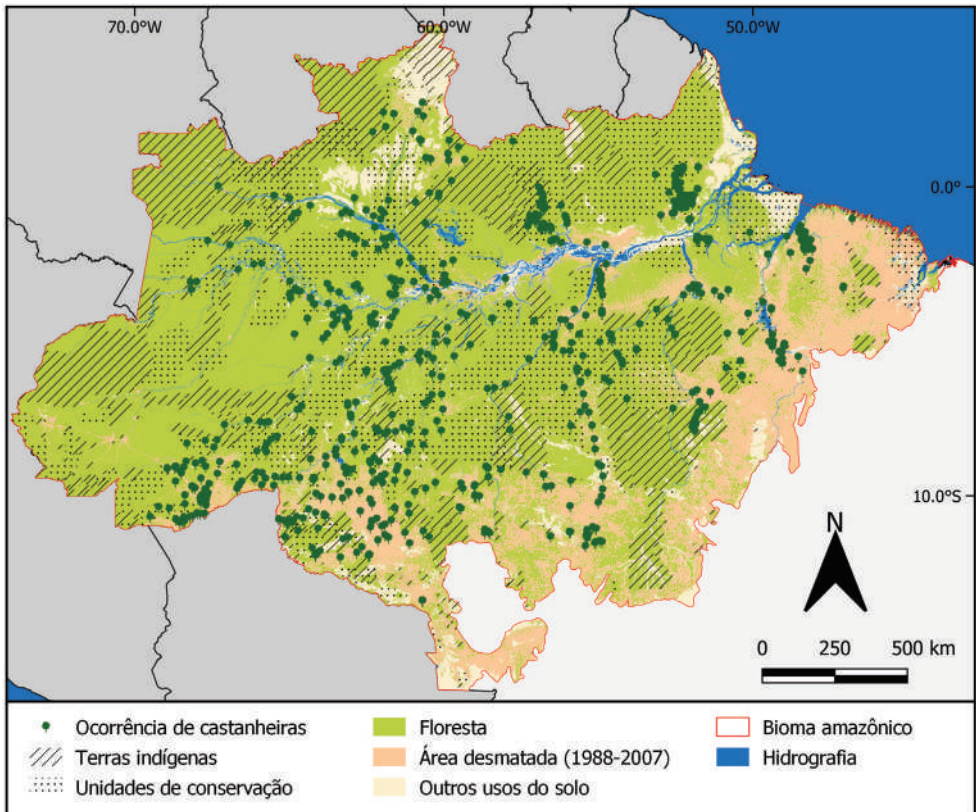 70.0°W 60.0°W 50.0°W
0.0°
10.0°S
N
0 250 500 km
Ocorrência de castanheiras Floresta Bioma amazônico
Terras indígenas Área desmatada (1988-2007) Hidrografia
Unidades de conservação Outros usos do solo